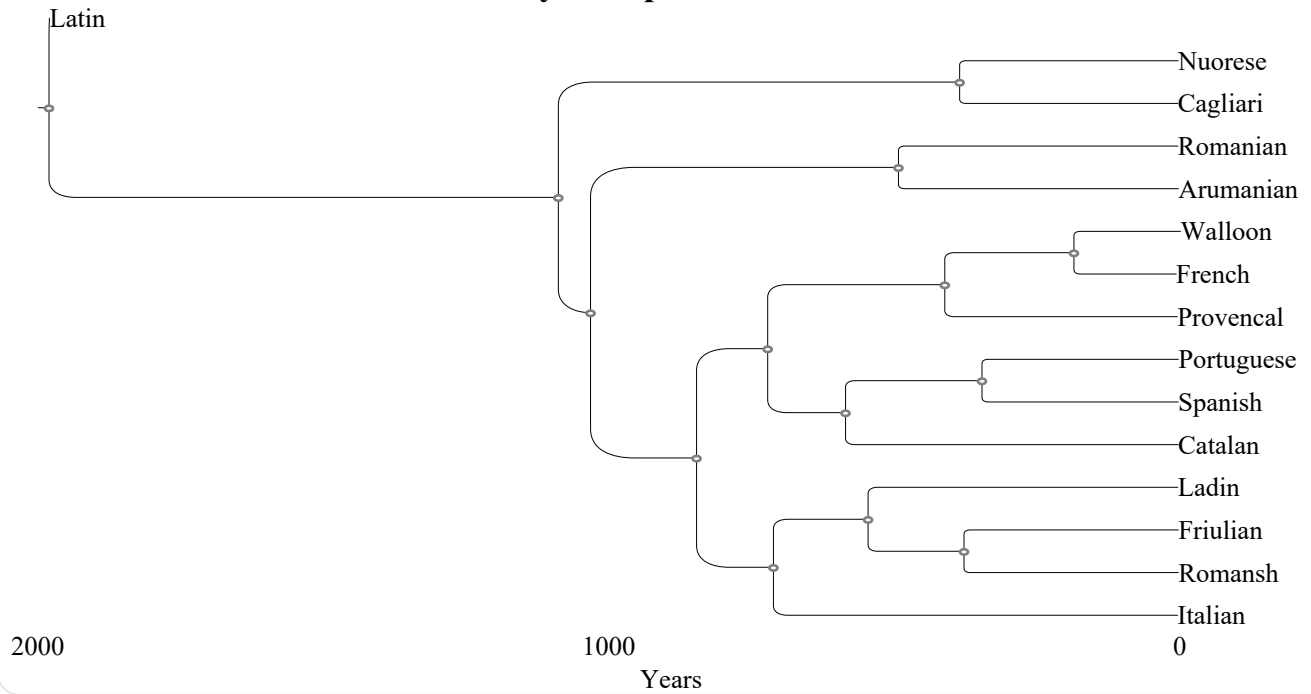 Latin
Nuorese
Cagliari
Romanian
Arumanian
Walloon
French
Provencal
Portuguese
Spanish
Catalan
Ladin
Friulian
Romansh
Italian
2000 1000 0
Years